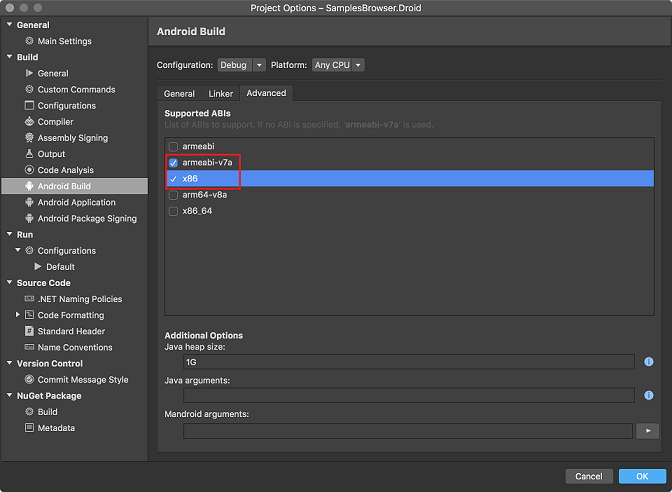 Project Options – SamplesBrowser.Droid
General
Main Settings
Build
General
Custom Commands
Configurations
Compiler
Assembly Signing
Output
Code Analysis
Android Build
Android Application
Android Package Signing
Run
Configurations
Default
Source Code
.NET Naming Policies
Code Formatting
Standard Header
Name Conventions
Version Control
Commit Message Style
NuGet Package
Build
Metadata
Android Build
Configuration: Debug Platform: Any CPU
General Linker Advanced
Supported ABIs
List of ABIs to support. If no ABI is specified, 'armeabi-v7a' is used.
armeabi
armeabi-v7a
x86
arm64-v8a
x86_64
Additional Options
Java heap size:
1G
Java arguments:
Mandroid arguments:
Cancel OK